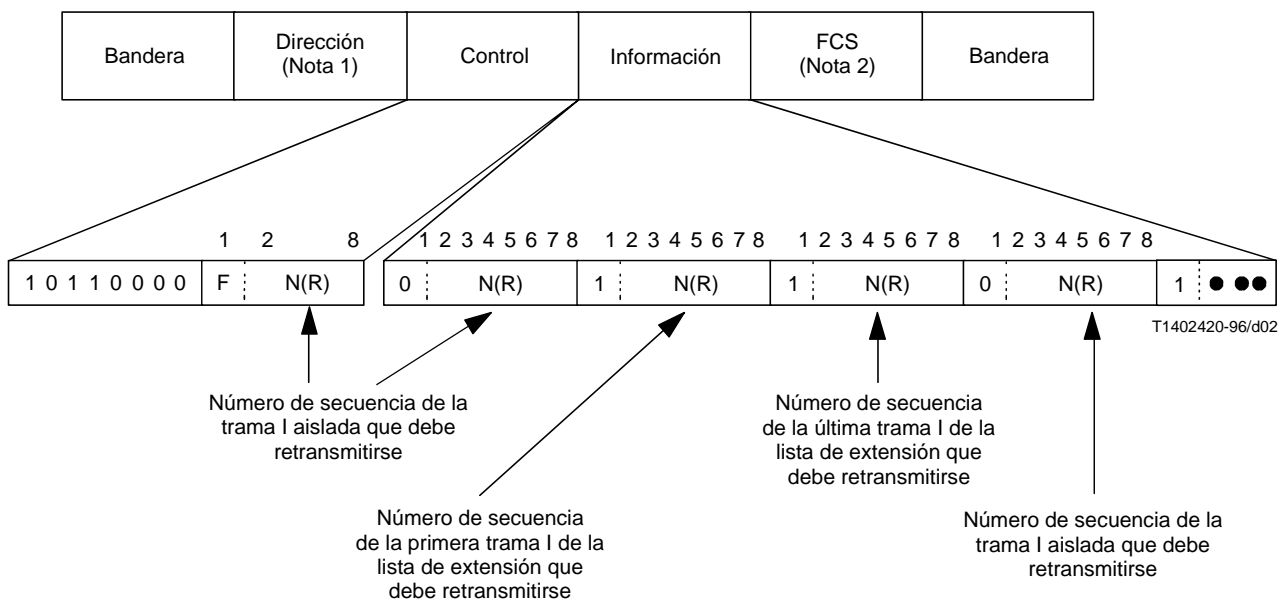 Bandera
Dirección
(Nota 1)
Control
Información
FCS
(Nota 2)
Bandera
1 2 8 1 2 3 4 5 6 7 8 1 2 3 4 5 6 7 8 1 2 3 4 5 6 7 8 1 2 3 4 5 6 7 8
1 0 1 1 0 0 0 0 F N(R) 0 N(R) 1 N(R) 1 N(R) 0 N(R) 1
T1402420-96/d02
Número de secuencia de la
trama I aislada que debe
retransmitirse
Número de secuencia
de la primera trama I de la
lista de extensión que
debe retransmitirse
Número de secuencia
de la última trama I de la
lista de extensión que
debe retransmitirse
Número de secuencia de la
trama I aislada que debe
retransmitirse